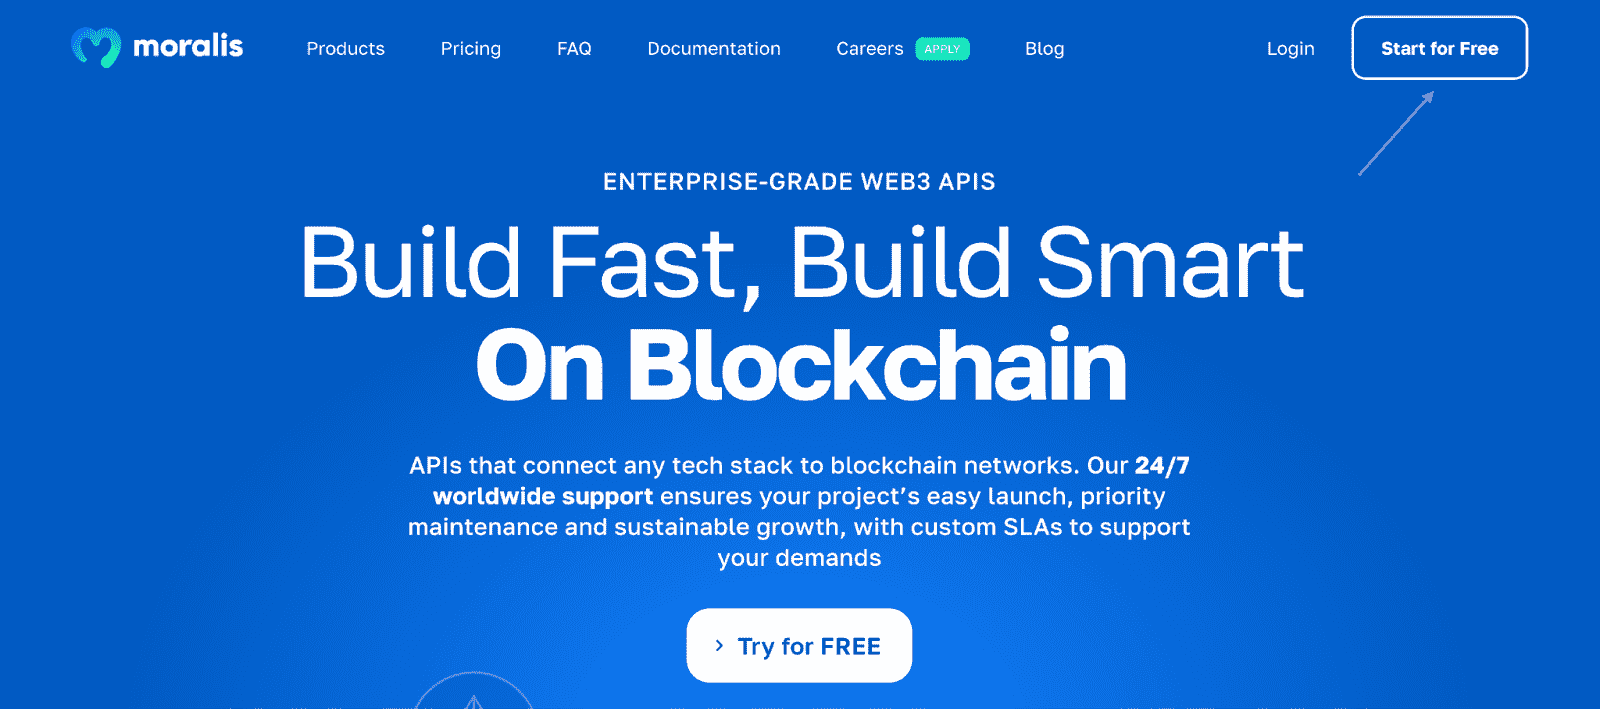 moralis Products Pricing FAQ Documentation Careers APPLY Blog Login Start for Free
ENTERPRISE-GRADE WEB3 APIS
Build Fast, Build Smart
On Blockchain
APIs that connect any tech stack to blockchain networks. Our 24/7
worldwide support ensures your project’s easy launch, priority
maintenance and sustainable growth, with custom SLAs to support
your demands
Try for FREE